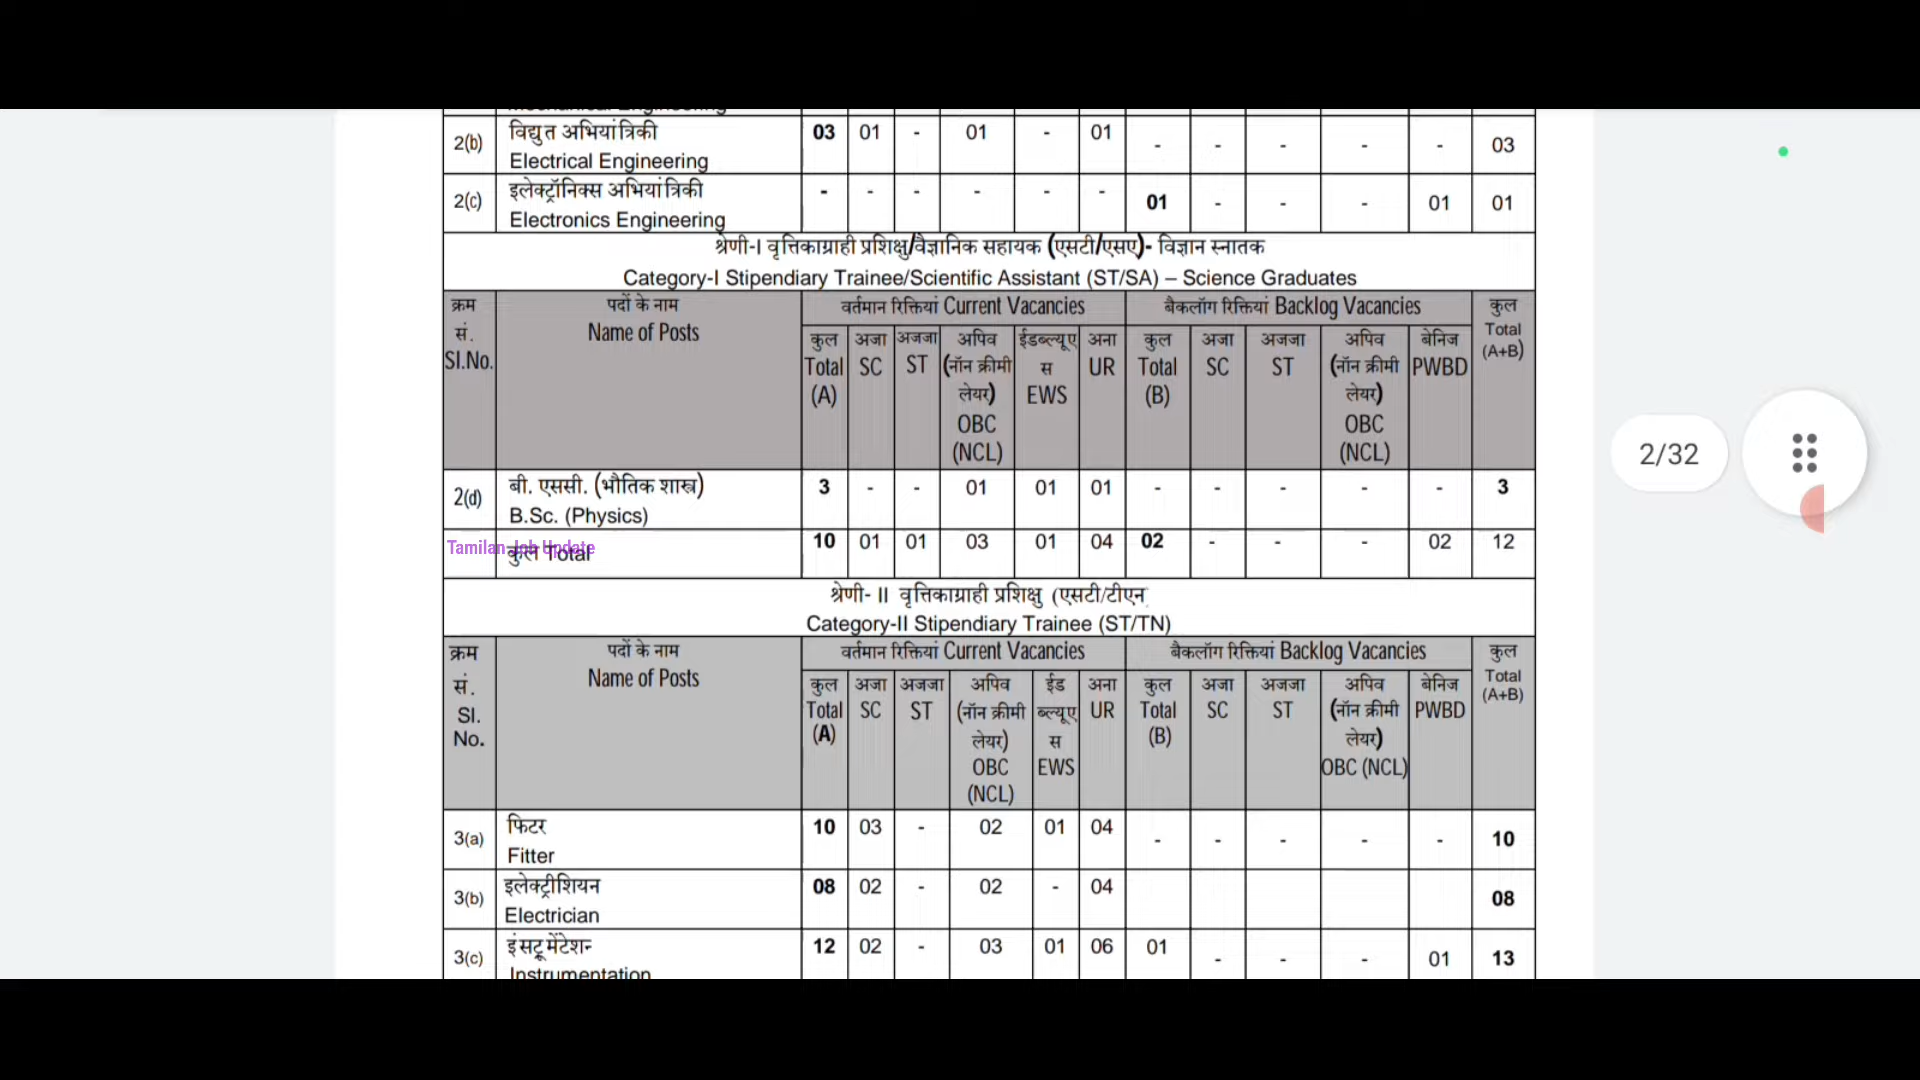 2(b) विद्युत अभियांत्रिकी 03 01 - 01 - 01 - - - - - 03
Electrical Engineering
2(c) इलेक्ट्रॉनिक्स अभियांत्रिकी - - - - - - 01 - - - 01 01
Electronics Engineering
श्रेणी-I वृत्तिकाग्राही प्रशिक्षु/वैज्ञानिक सहायक (एसटी/एसए)- विज्ञान स्नातक
Category-I Stipendiary Trainee/Scientific Assistant (ST/SA) – Science Graduates
क्रम सं. Sl.No. पदों के नाम Name of Posts वर्तमान रिक्तियां Current Vacancies बैकलॉग रिक्तियां Backlog Vacancies कुल Total (A+B)
कुल अजा अजजा अपिव ईडब्ल्यूए अना कुल अजा अजजा अपिव बेनिज
Total SC ST (नॉन क्रीमी स UR Total SC ST (नॉन क्रीमी PWBD
(A) लेयर) EWS (B) लेयर)
OBC OBC
(NCL) (NCL)
2(d) बी. एससी. (भौतिक शास्त्र) 3 - - 01 01 01 - - - - - 3
B.Sc. (Physics)
Tamilan Job Update
कुल Total 10 01 01 03 01 04 02 - - - 02 12
श्रेणी- II वृत्तिकाग्राही प्रशिक्षु (एसटी/टीएन
Category-II Stipendiary Trainee (ST/TN)
क्रम सं. Sl. No. पदों के नाम Name of Posts वर्तमान रिक्तियां Current Vacancies बैकलॉग रिक्तियां Backlog Vacancies कुल Total (A+B)
कुल अजा अजजा अपिव ईड अना कुल अजा अजजा अपिव बेनिज
Total SC ST (नॉन क्रीमी ब्ल्यूए UR Total SC ST (नॉन क्रीमी PWBD
(A) लेयर) स (B) लेयर)
OBC EWS OBC (NCL)
(NCL)
3(a) फिटर 10 03 - 02 01 04 - - - - - 10
Fitter
3(b) इलेक्ट्रीशियन 08 02 - 02 - 04 08
Electrician
3(c) इंसट्रूमेंटेशन 12 02 - 03 01 06 01 - - - 01 13
Instrumentation
2/32